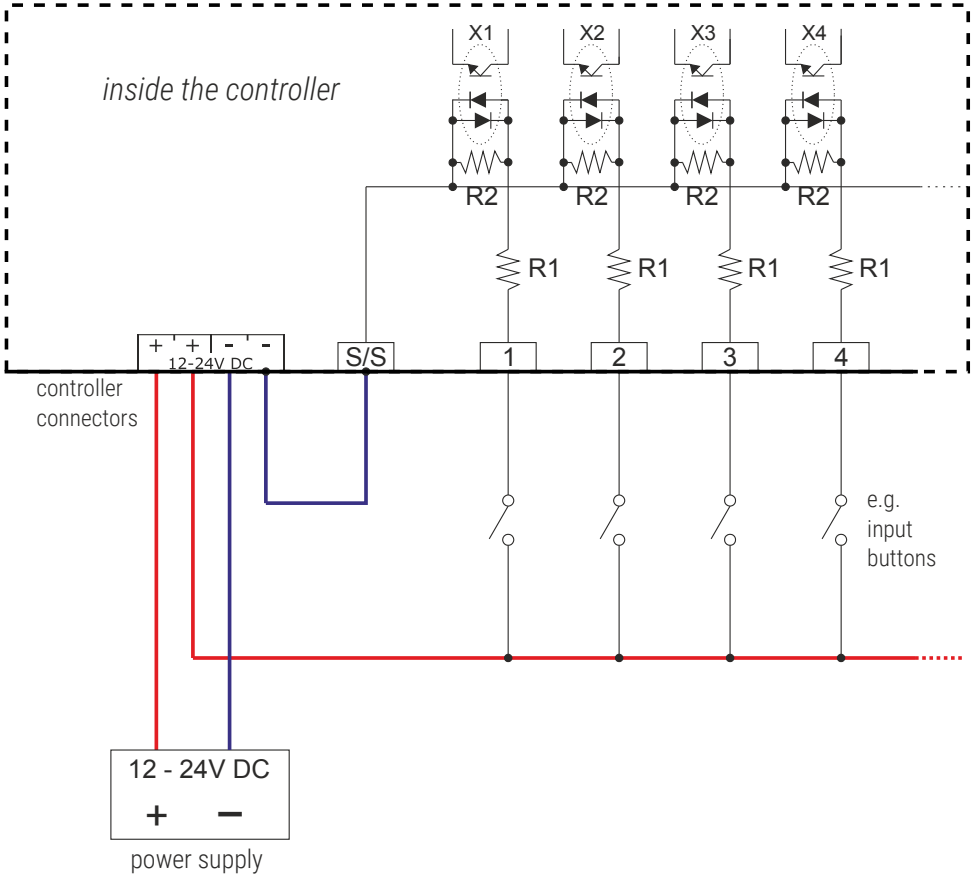 X1 X2 X3 X4
inside the controller
R2 R2 R2 R2
R1 R1 R1 R1
+ + - -
12-24V DC
S/S 1 2 3 4
controller
connectors
e.g.
input
buttons
12 - 24V DC
+ −
power supply